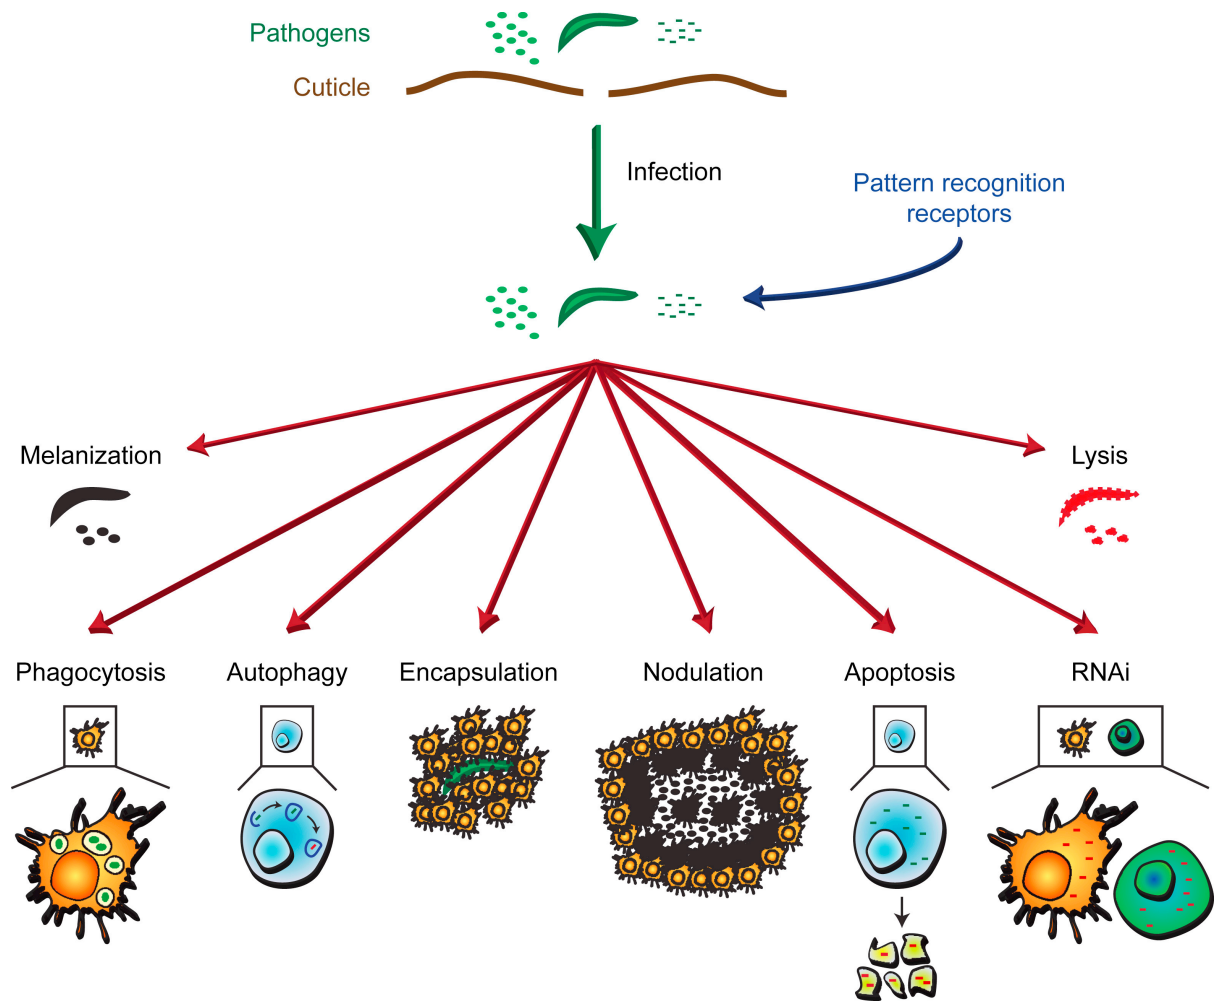 Pathogens
Cuticle
Infection
Pattern recognition
receptors
Melanization
Lysis
Phagocytosis
Autophagy
Encapsulation
Nodulation
Apoptosis
RNAi